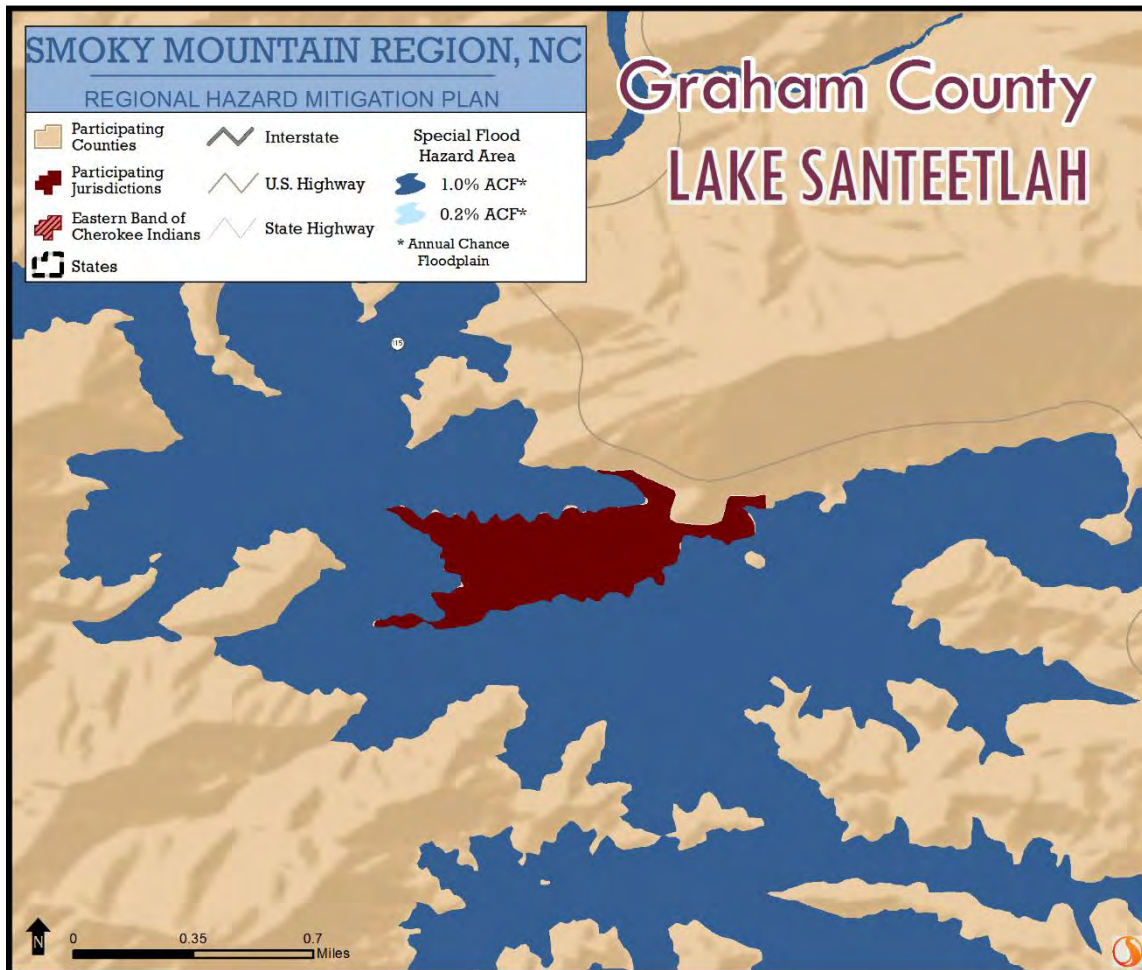 SMOKY MOUNTAIN REGION, NC
REGIONAL HAZARD MITIGATION PLAN
Participating
Counties
Participating
Jurisdictions
Eastern Band of
Cherokee Indians
States
Interstate
U.S. Highway
State Highway
Special Flood
Hazard Area
1.0% ACF*
0.2% ACF*
* Annual Chance
Floodplain
Graham County
LAKE SANTEETLAH
115
N
0 0.35 0.7
Miles